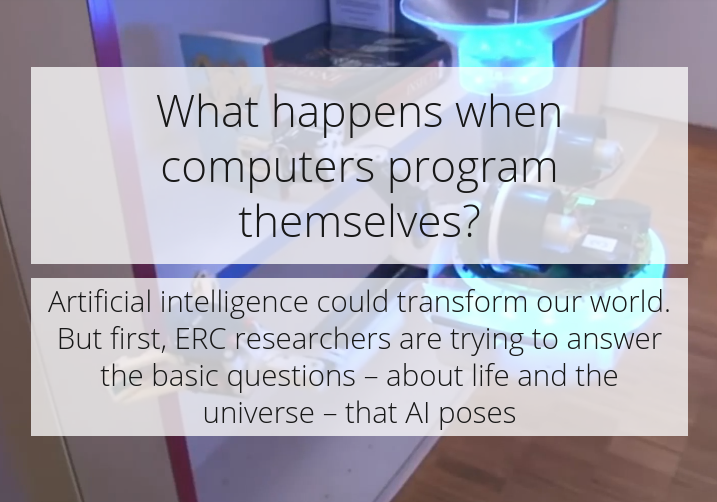 What happens when
computers program
themselves?
Artificial intelligence could transform our world.
But first, ERC researchers are trying to answer
the basic questions – about life and the
universe – that AI poses